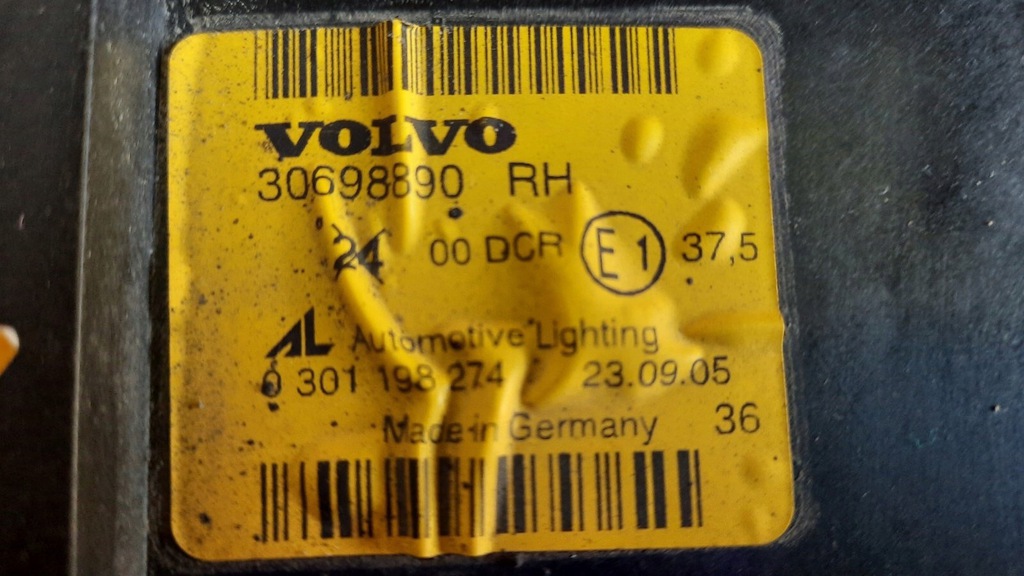 VOLVO
30698890 RH
24 00 DCR E1 37,5
AL Automotive Lighting
0 301 198 274 23.09.05
Made in Germany 36